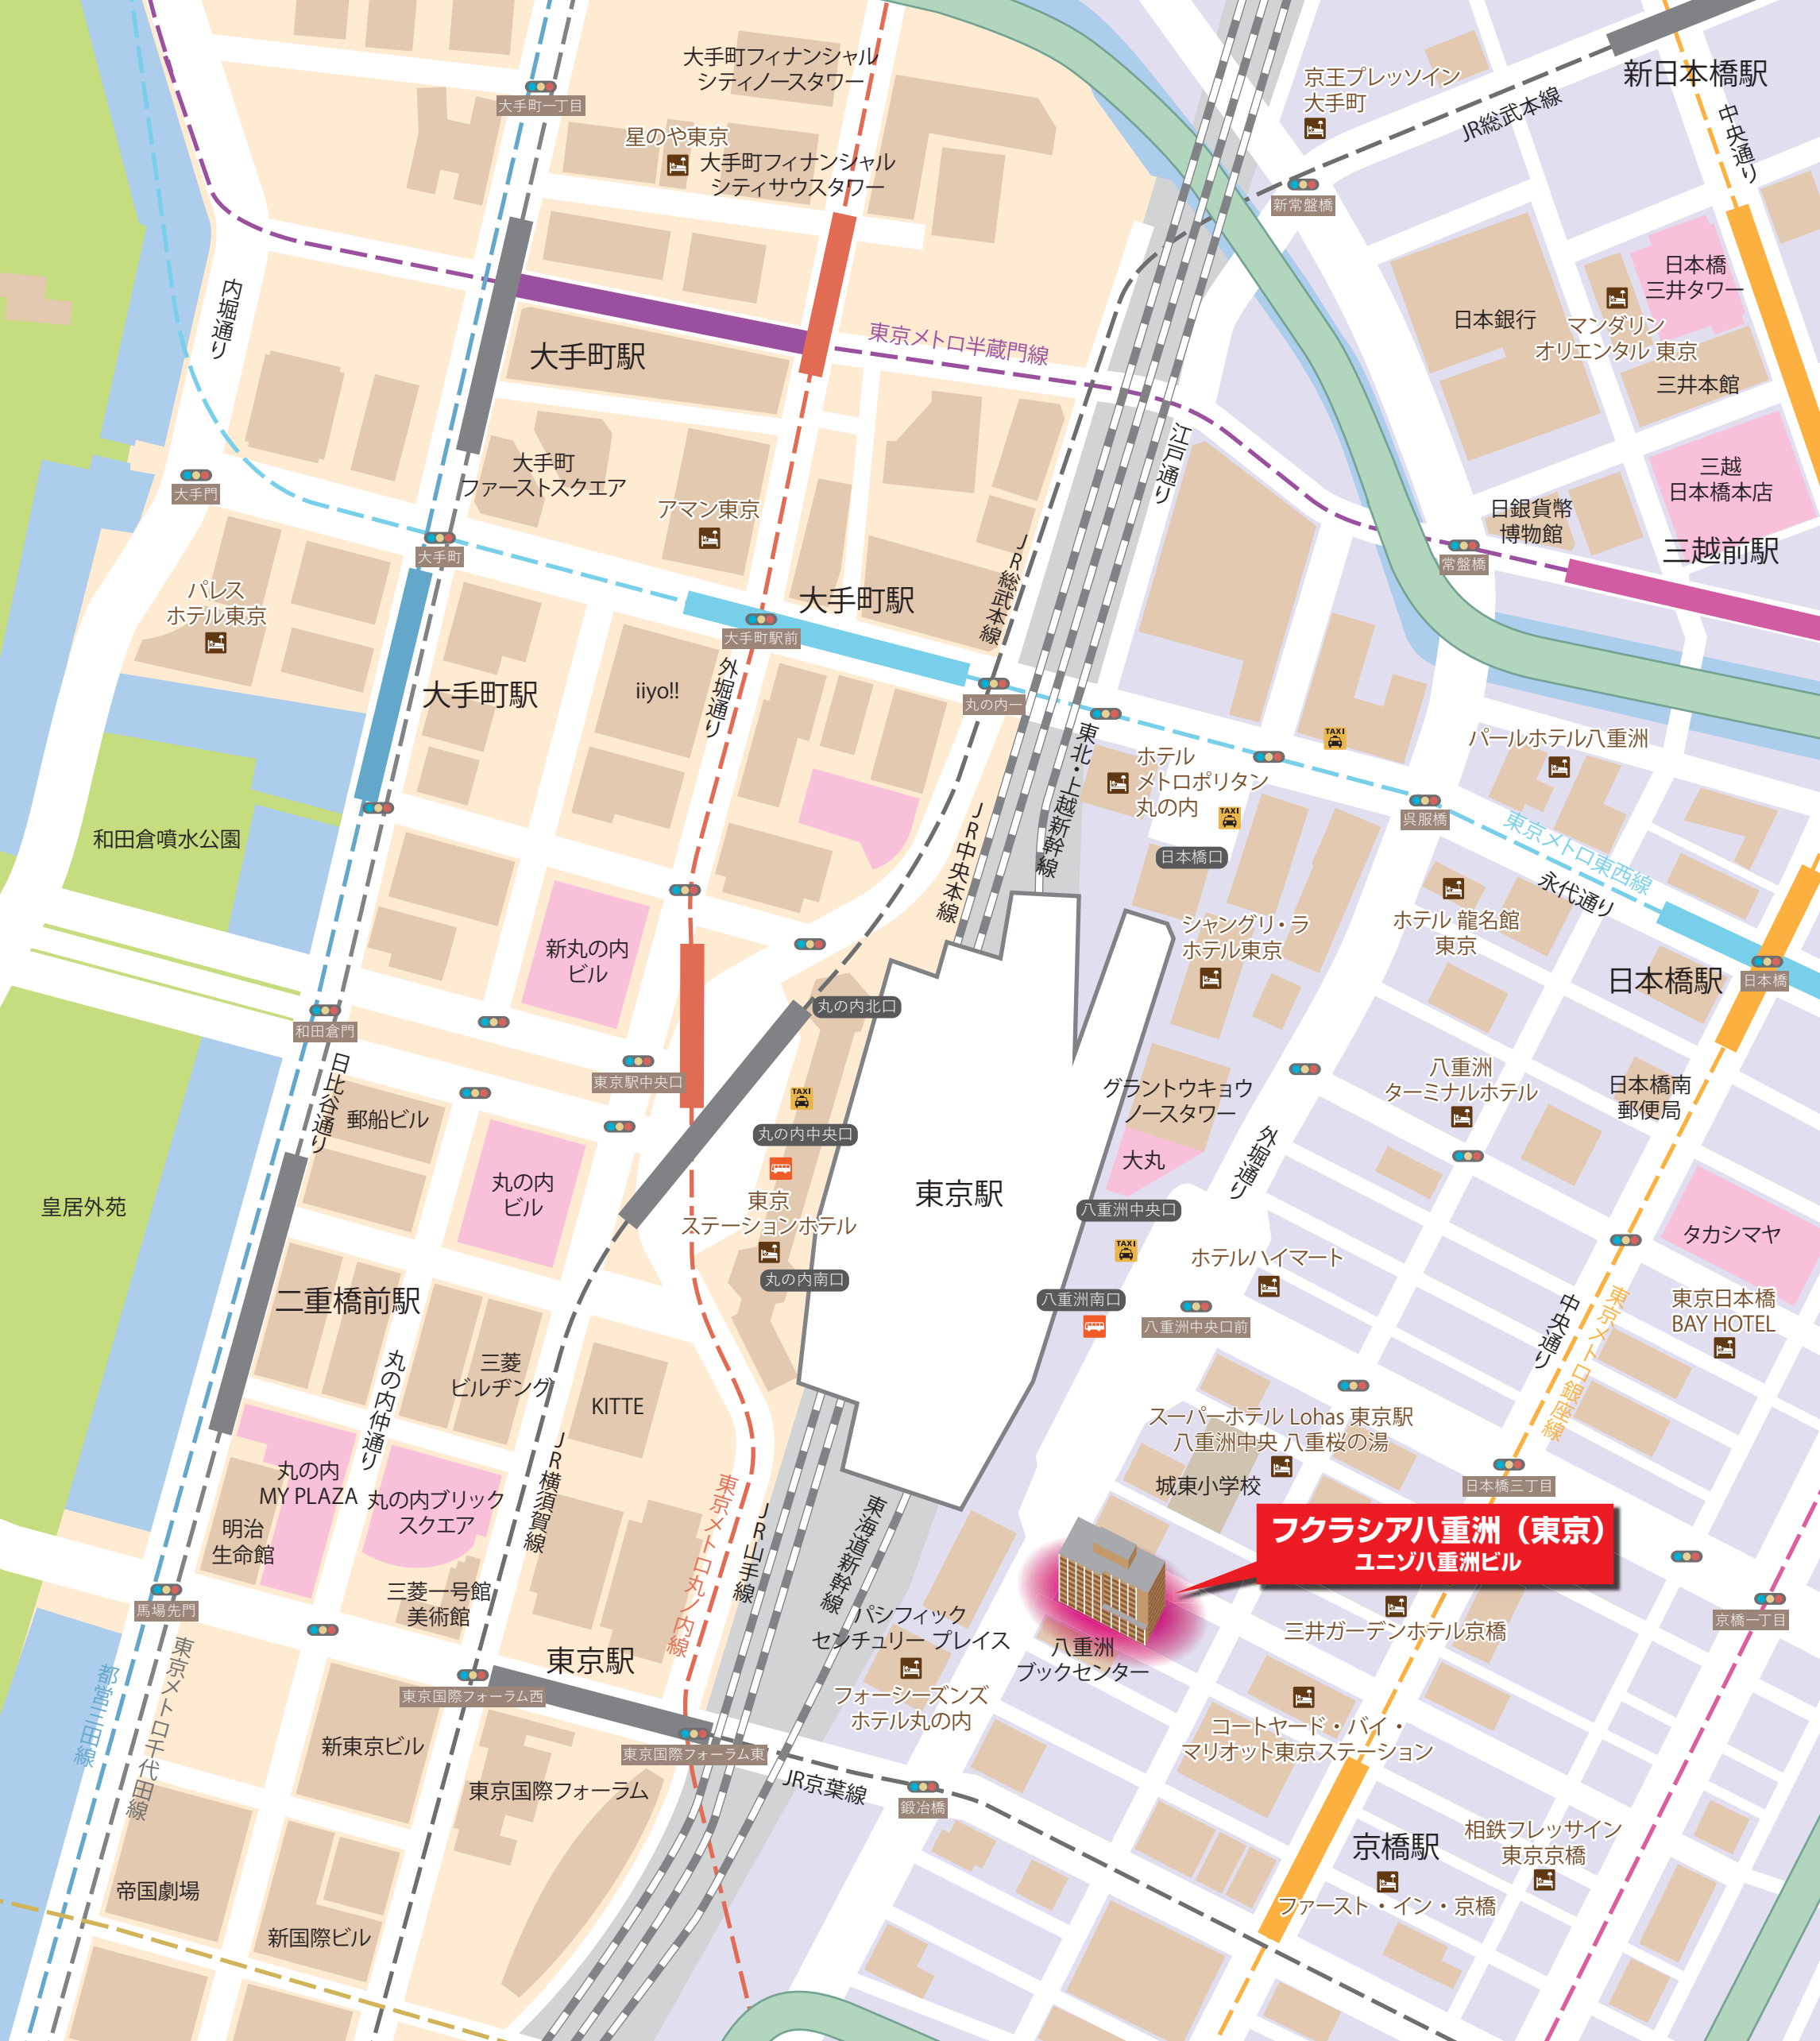 大手町フィナンシャル
シティノースタワー
京王プレッソイン
大手町
新日本橋駅
JR総武本線
中央通り
大手町一丁目
星のや東京
大手町フィナンシャル
シティサウスタワー
新常盤橋
内堀通り
日本橋
三井タワー
日本銀行
マンダリン
オリエンタル 東京
三井本館
大手町駅
東京メトロ半蔵門線
江戸通り
大手町
ファーストスクエア
アマン東京
大手門
三越
日本橋本店
日銀貨幣
博物館
三越前駅
常盤橋
大手町
パレス
ホテル東京
JR総武本線
大手町駅
大手町駅前
大手町駅
iiyo!!
外堀通り
丸の内一
東北・上越新幹線
ホテル
メトロポリタン
丸の内
TAXI
TAXI
パールホテル八重洲
呉服橋
和田倉噴水公園
JR中央本線
日本橋口
東京メトロ東西線
永代通り
新丸の内
ビル
シャングリ・ラ
ホテル東京
ホテル 龍名館
東京
日本橋駅
日本橋
丸の内北口
和田倉門
日比谷通り
東京駅中央口
TAXI
郵船ビル
丸の内中央口
グラントウキョウ
ノースタワー
八重洲
ターミナルホテル
日本橋南
郵便局
大丸
外堀通り
皇居外苑
丸の内
ビル
東京
ステーションホテル
東京駅
八重洲中央口
TAXI
タカシマヤ
丸の内南口
ホテルハイマート
二重橋前駅
八重洲南口
八重洲中央口前
中央通り
東京メトロ銀座線
東京日本橋
BAY HOTEL
丸の内仲通り
三菱
ビルヂング
KITTE
スーパーホテル Lohas 東京駅
八重洲中央 八重桜の湯
JR横須賀線
丸の内
MY PLAZA
丸の内ブリック
スクエア
東京メトロ丸ノ内線
JR山手線
東海道新幹線
城東小学校
日本橋三丁目
明治
生命館
フクラシア八重洲（東京）
ユニゾ八重洲ビル
三菱一号館
美術館
馬場先門
パシフィック
センチュリー プレイス
八重洲
ブックセンター
三井ガーデンホテル京橋
京橋一丁目
都営三田線
東京メトロ千代田線
東京駅
東京国際フォーラム西
フォーシーズンズ
ホテル丸の内
コートヤード・バイ・
マリオット東京ステーション
新東京ビル
東京国際フォーラム東
東京国際フォーラム
JR京葉線
鍛冶橋
京橋駅
相鉄フレッサイン
東京京橋
ファースト・イン・京橋
帝国劇場
新国際ビル